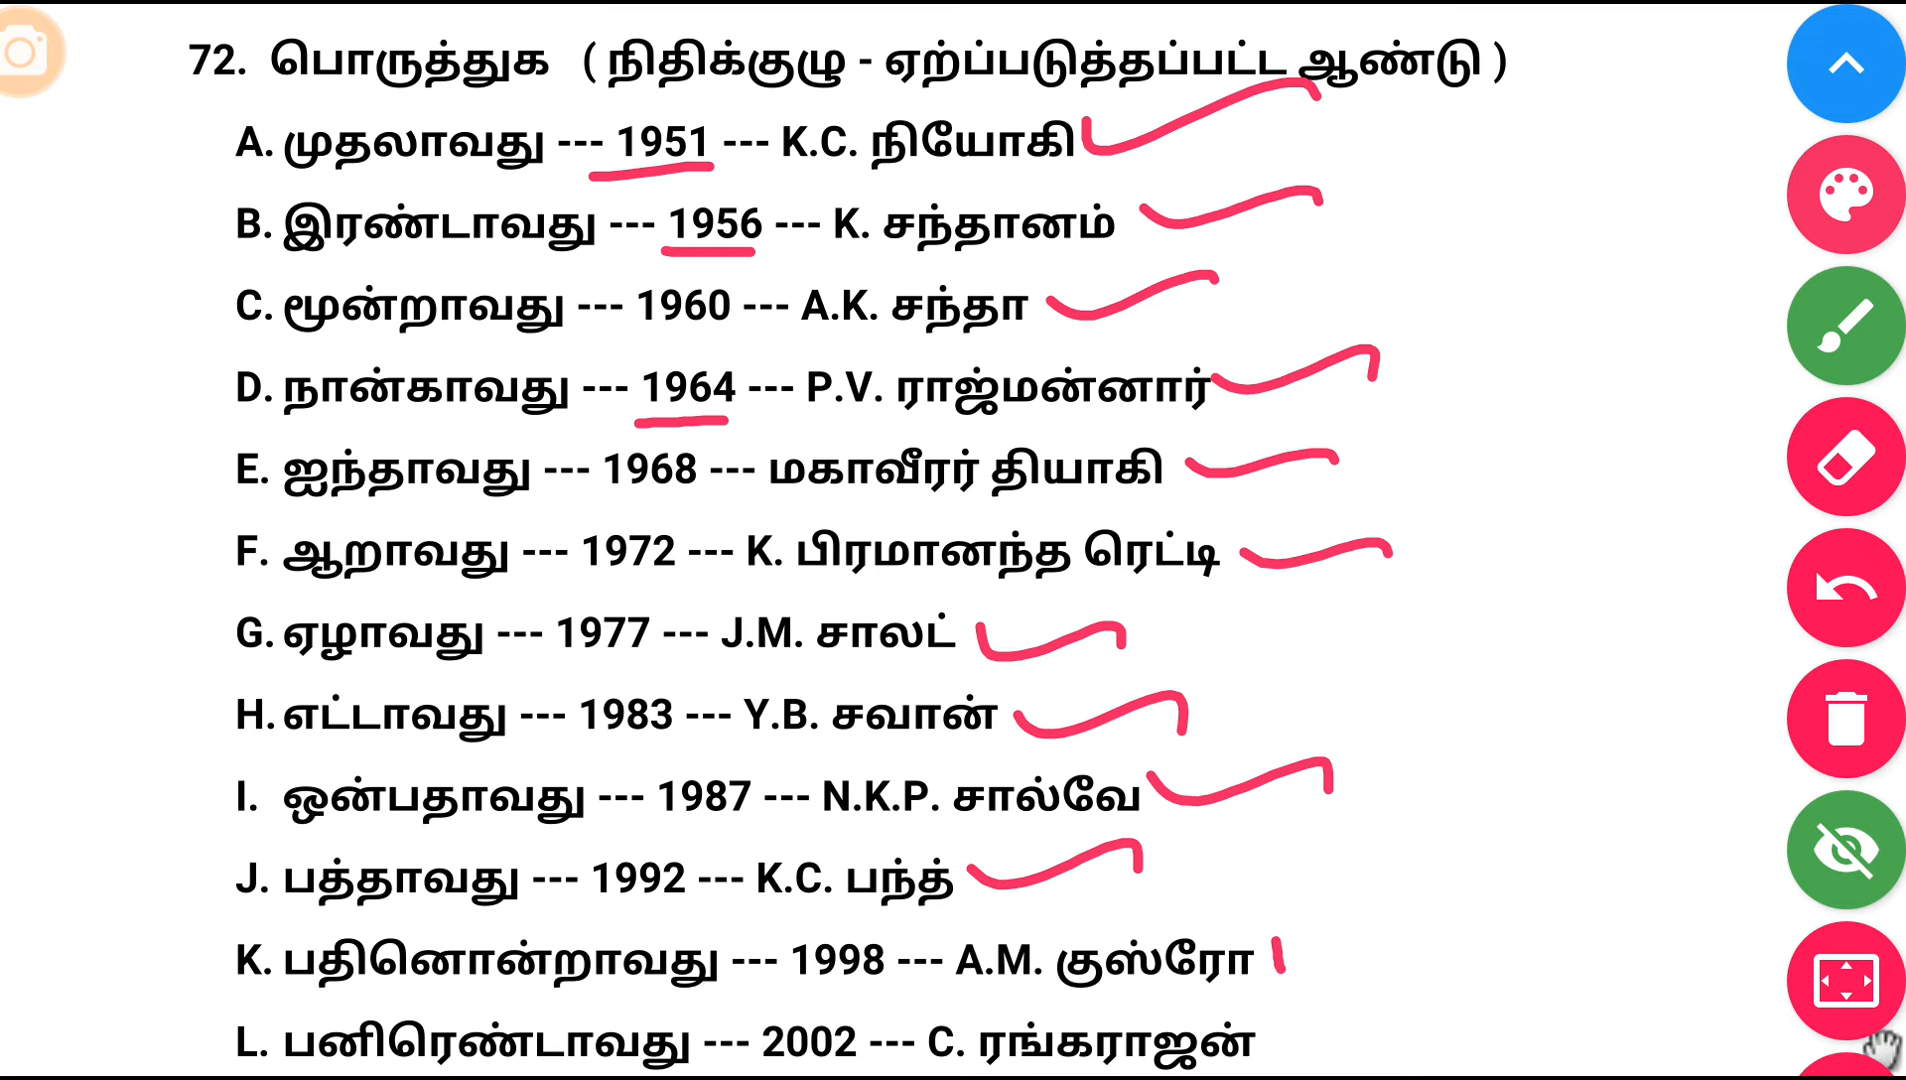 72. பொருத்துக ( நிதிக்குழு - ஏற்ப்படுத்தப்பட்ட ஆண்டு )
A. முதலாவது --- 1951 --- K.C. நியோகி
B. இரண்டாவது --- 1956 --- K. சந்தானம்
C. மூன்றாவது --- 1960 --- A.K. சந்தா
D. நான்காவது --- 1964 --- P.V. ராஜ்மன்னார்
E. ஐந்தாவது --- 1968 --- மகாவீரர் தியாகி
F. ஆறாவது --- 1972 --- K. பிரமானந்த ரெட்டி
G. ஏழாவது --- 1977 --- J.M. சாலட்
H. எட்டாவது --- 1983 --- Y.B. சவான்
I. ஒன்பதாவது --- 1987 --- N.K.P. சால்வே
J. பத்தாவது --- 1992 --- K.C. பந்த்
K. பதினொன்றாவது --- 1998 --- A.M. குஸ்ரோ
L. பனிரெண்டாவது --- 2002 --- C. ரங்கராஜன்